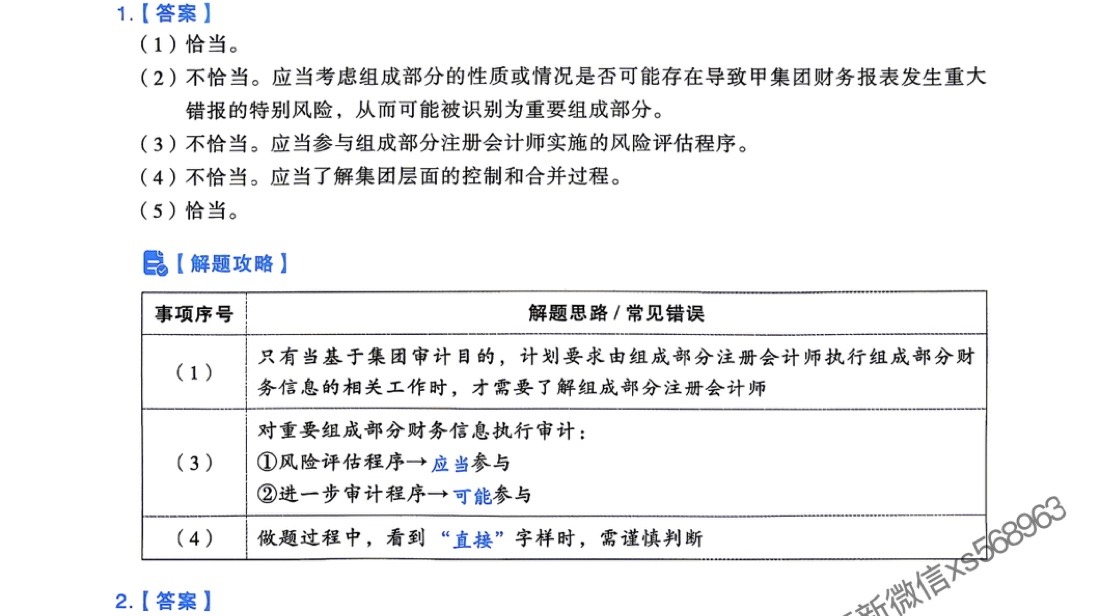 1.【答案】
(1)恰当。
(2)不恰当。应当考虑组成部分的性质或情况是否可能存在导致甲集团财务报表发生重大
错报的特别风险，从而可能被识别为重要组成部分。
(3)不恰当。应当参与组成部分注册会计师实施的风险评估程序。
(4)不恰当。应当了解集团层面的控制和合并过程。
(5)恰当。
【解题攻略】
事项序号 解题思路/常见错误
(1) 只有当基于集团审计目的，计划要求由组成部分注册会计师执行组成部分财
务信息的相关工作时，才需要了解组成部分注册会计师
(3) 对重要组成部分财务信息执行审计：
①风险评估程序→应当参与
②进一步审计程序→可能参与
(4) 做题过程中，看到“直接”字样时，需谨慎判断
2.【答案】
新微信xs568963